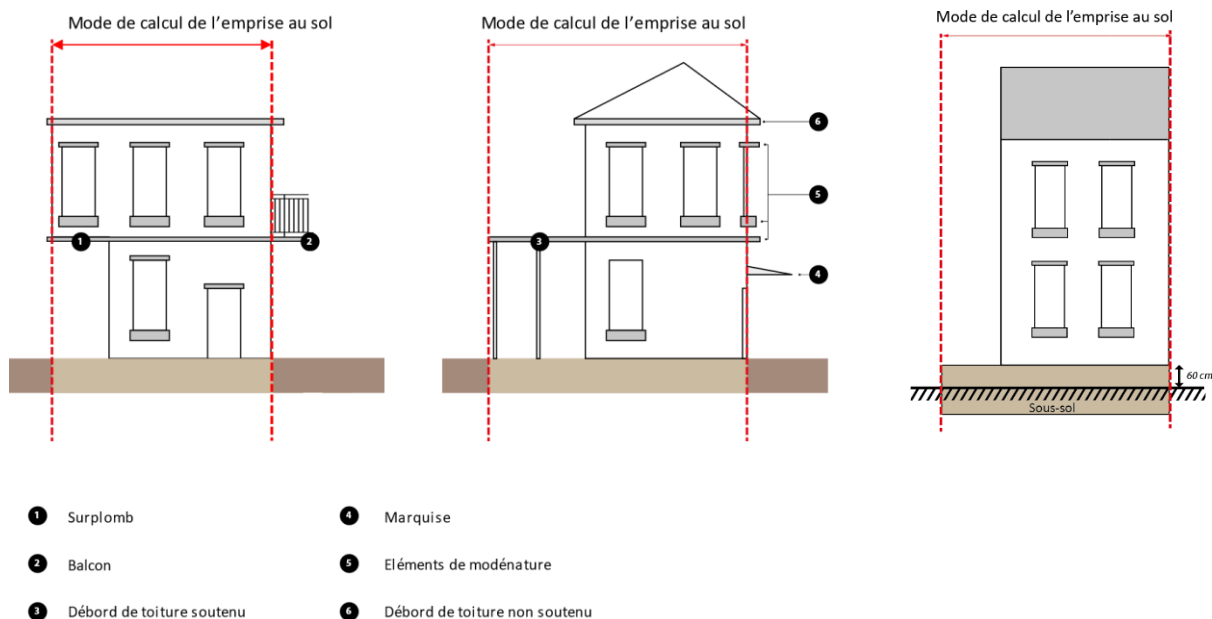 Mode de calcul de l’emprise au sol
Mode de calcul de l’emprise au sol
Mode de calcul de l’emprise au sol
6
5
1
2
3
4
60 cm
Sous-sol
1 Surplomb
4 Marquise
2 Balcon
5 Eléments de modénature
3 Débord de toiture soutenu
6 Débord de toiture non soutenu